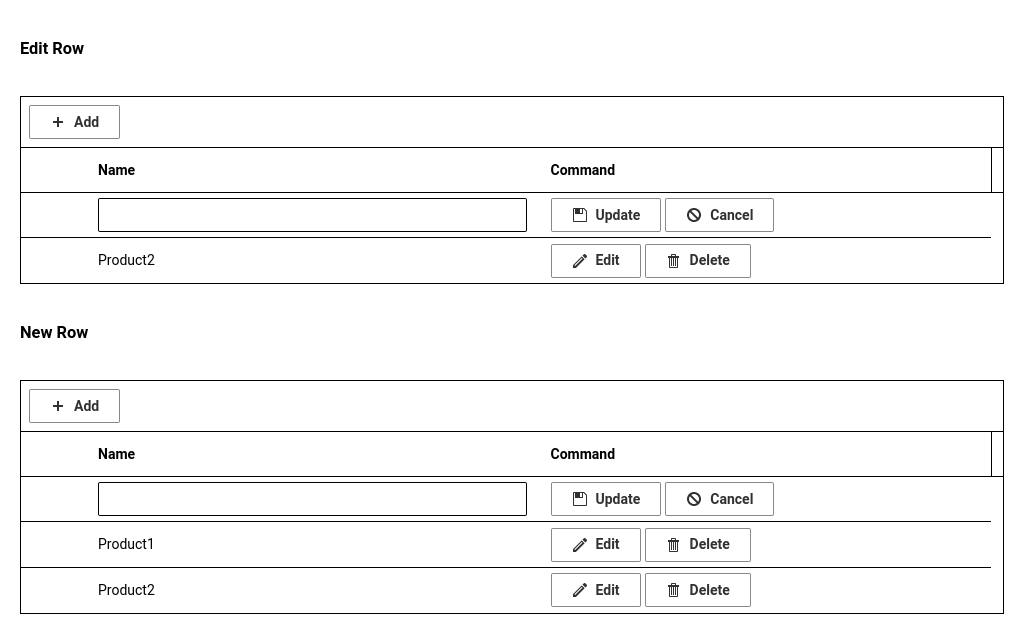 Edit Row
Add
Name Command
Update Cancel
Product2 Edit Delete
New Row
Add
Name Command
Update Cancel
Product1 Edit Delete
Product2 Edit Delete